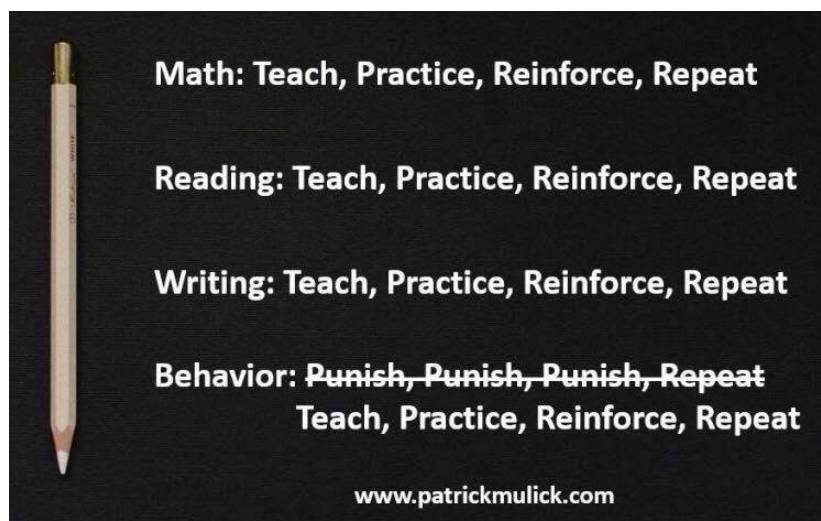 Math: Teach, Practice, Reinforce, Repeat
Reading: Teach, Practice, Reinforce, Repeat
Writing: Teach, Practice, Reinforce, Repeat
Behavior: Punish, Punish, Punish, Repeat
Teach, Practice, Reinforce, Repeat
www.patrickmulick.com